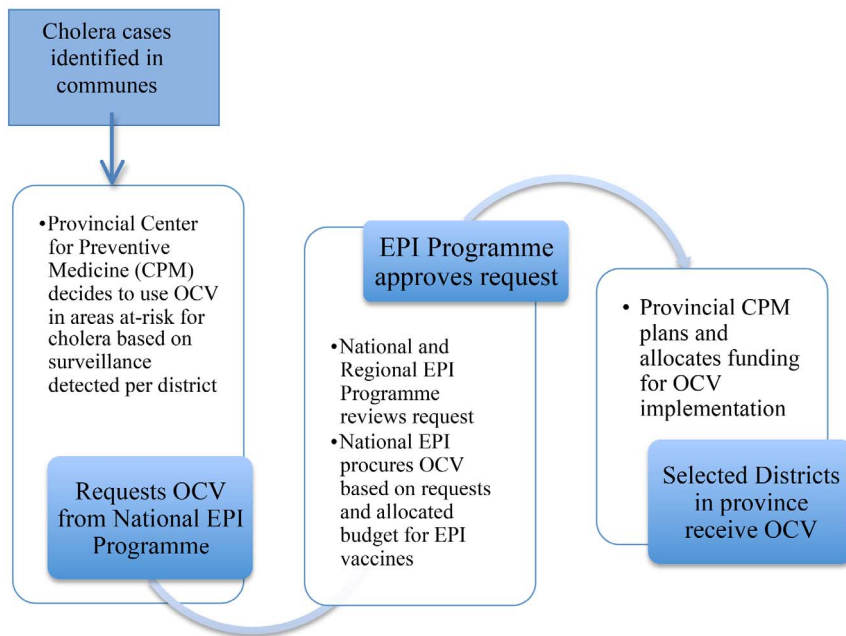 Cholera cases
identified in
communes
•Provincial Center
for Preventive
Medicine (CPM)
decides to use OCV
in areas at-risk for
cholera based on
surveillance
detected per district
Requests OCV
from National EPI
Programme
EPI Programme
approves request
•National and
Regional EPI
Programme
reviews request
•National EPI
procures OCV
based on requests
and allocated
budget for EPI
vaccines
• Provincial CPM
plans and
allocates funding
for OCV
implementation
Selected Districts
in province
receive OCV